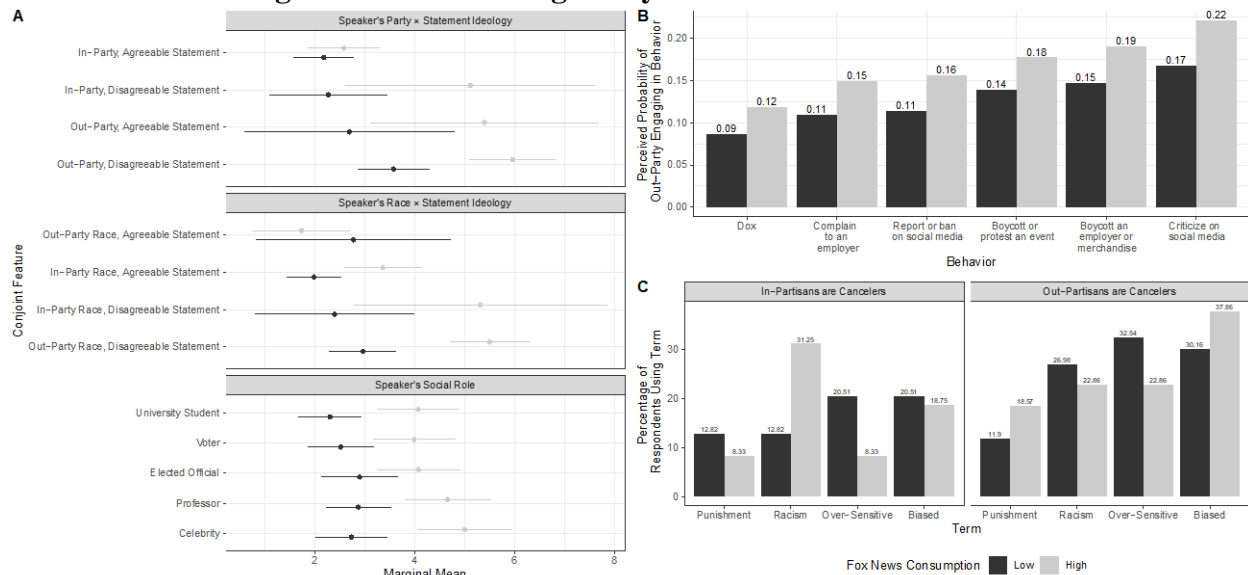 A
Speaker's Party × Statement Ideology
In-Party, Agreeable Statement
In-Party, Disagreeable Statement
Out-Party, Agreeable Statement
Out-Party, Disagreeable Statement
Speaker's Race × Statement Ideology
Out-Party Race, Agreeable Statement
In-Party Race, Agreeable Statement
In-Party Race, Disagreeable Statement
Out-Party Race, Disagreeable Statement
Speaker's Social Role
University Student
Voter
Elected Official
Professor
Celebrity
Conjoint Feature
2 4 6 8
Marginal Mean
B
Perceived Probability of
Out-Party Engaging in Behavior
0.20
0.15
0.10
0.05
0.00
0.09 0.12 0.11 0.15 0.11 0.16 0.14 0.18 0.15 0.19 0.17 0.22
Dox
Complain
to an
employer
Report or ban
on social media
Boycott or
protest an event
Boycott an
employer or
merchandise
Criticize on
social media
Behavior
C
In-Partisans are Cancelers
Out-Partisans are Cancelers
Percentage of
Respondents Using Term
30
20
10
0
12.82 8.33 12.82 31.25 20.51 8.33 20.51 18.75
11.9 18.57 26.98 22.86 32.54 22.86 30.16 37.86
Punishment Racism Over-Sensitive Biased
Punishment Racism Over-Sensitive Biased
Term
Fox News Consumption Low High